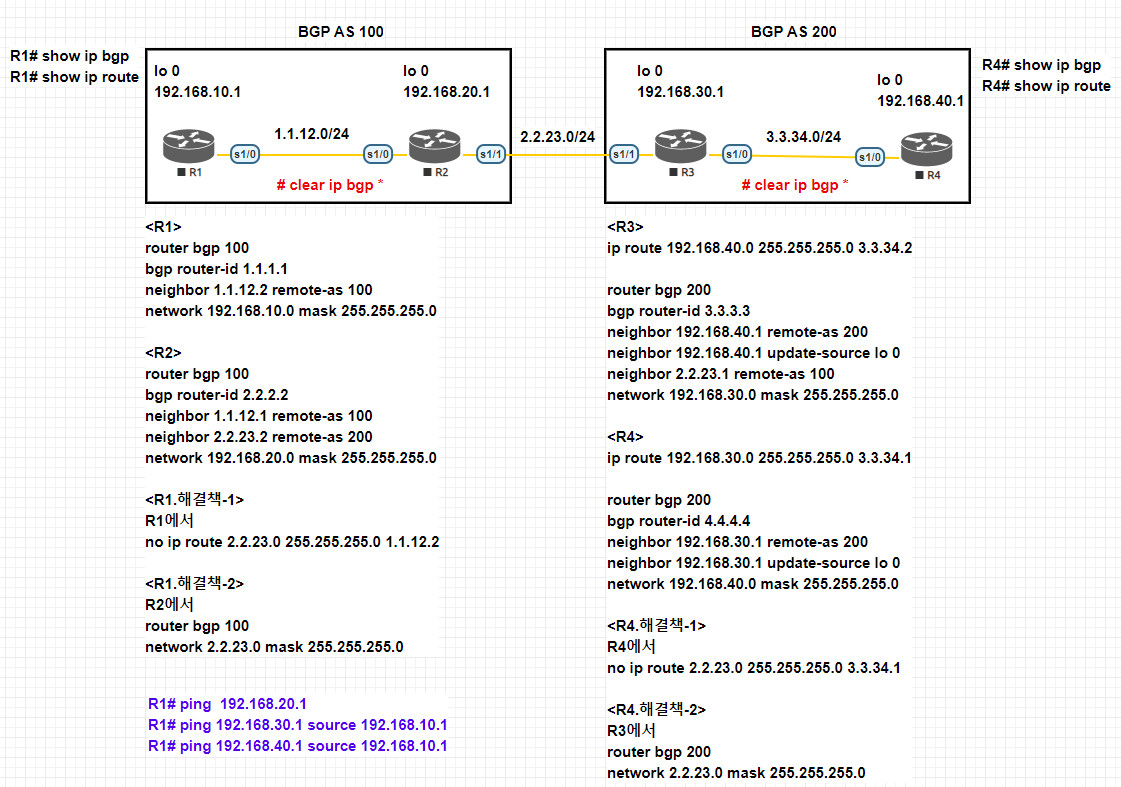 BGP AS 100
BGP AS 200
R1# show ip bgp
R1# show ip route
lo 0
192.168.10.1
lo 0
192.168.20.1
1.1.12.0/24
s1/0
s1/0
s1/1
R1
R2
# clear ip bgp *
2.2.23.0/24
lo 0
192.168.30.1
lo 0
192.168.40.1
3.3.34.0/24
s1/1
s1/0
s1/0
R3
R4
# clear ip bgp *
R4# show ip bgp
R4# show ip route
<R1>
router bgp 100
bgp router-id 1.1.1.1
neighbor 1.1.12.2 remote-as 100
network 192.168.10.0 mask 255.255.255.0
<R2>
router bgp 100
bgp router-id 2.2.2.2
neighbor 1.1.12.1 remote-as 100
neighbor 2.2.23.2 remote-as 200
network 192.168.20.0 mask 255.255.255.0
<R1.해결책-1>
R1에서
no ip route 2.2.23.0 255.255.255.0 1.1.12.2
<R1.해결책-2>
R2에서
router bgp 100
network 2.2.23.0 mask 255.255.255.0
R1# ping  192.168.20.1
R1# ping 192.168.30.1 source 192.168.10.1
R1# ping 192.168.40.1 source 192.168.10.1
<R3>
ip route 192.168.40.0 255.255.255.0 3.3.34.2
router bgp 200
bgp router-id 3.3.3.3
neighbor 192.168.40.1 remote-as 200
neighbor 192.168.40.1 update-source lo 0
neighbor 2.2.23.1 remote-as 100
network 192.168.30.0 mask 255.255.255.0
<R4>
ip route 192.168.30.0 255.255.255.0 3.3.34.1
router bgp 200
bgp router-id 4.4.4.4
neighbor 192.168.30.1 remote-as 200
neighbor 192.168.30.1 update-source lo 0
network 192.168.40.0 mask 255.255.255.0
<R4.해결책-1>
R4에서
no ip route 2.2.23.0 255.255.255.0 3.3.34.1
<R4.해결책-2>
R3에서
router bgp 200
network 2.2.23.0 mask 255.255.255.0